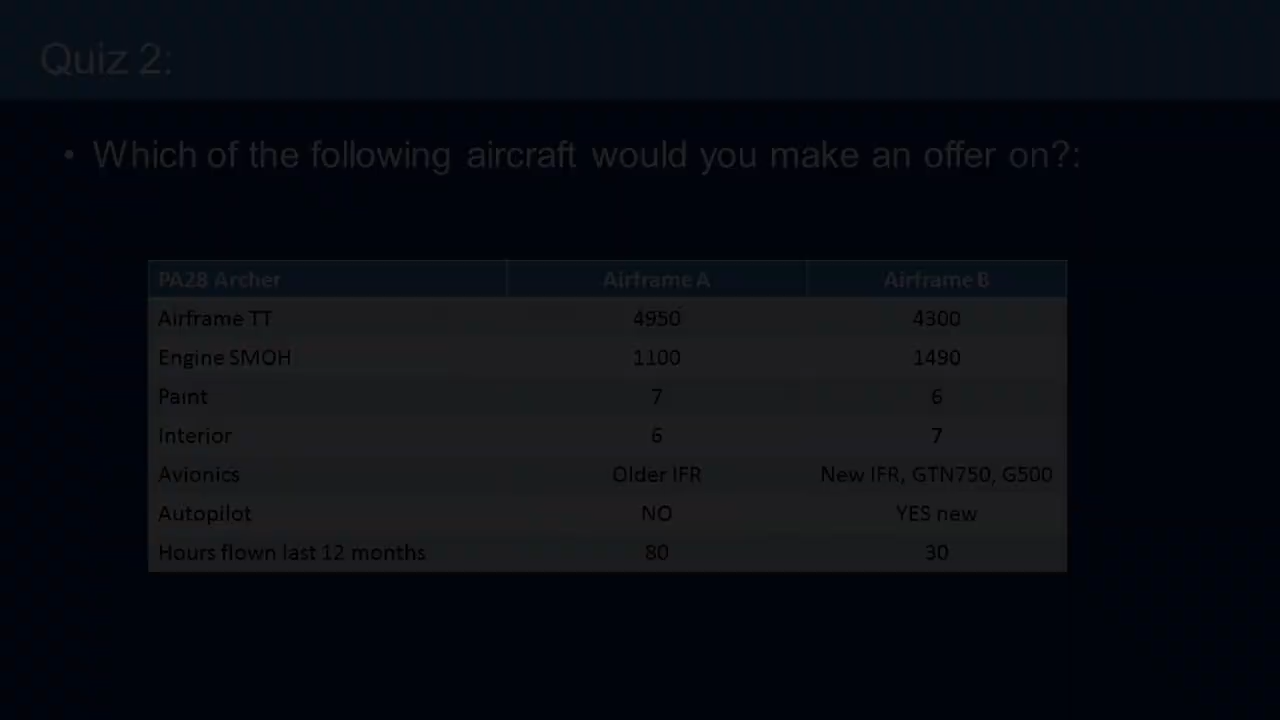 Quiz 2:
• Which of the following aircraft would you make an offer on?:
PA28 Archer Airframe A Airframe B
Airframe TT 4950 4300
Engine SMOH 1100 1490
Paint 7 6
Interior 6 7
Avionics Older IFR New IFR, GTN750, G500
Autopilot NO YES new
Hours flown last 12 months 80 30